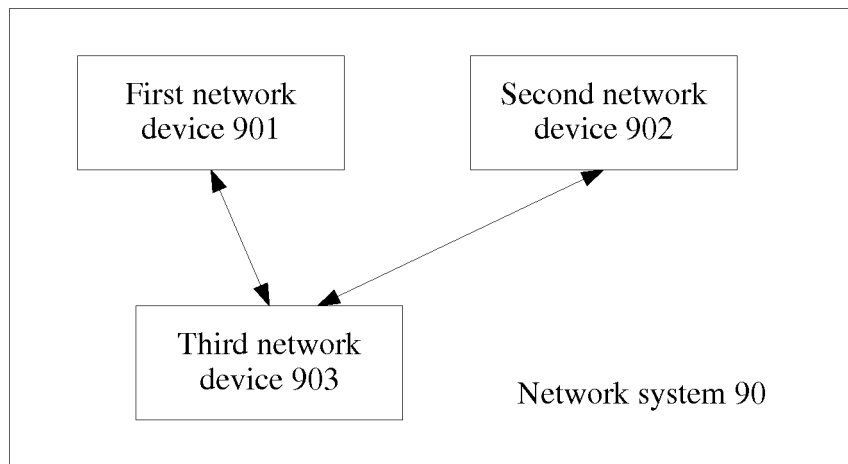 First network
device 901
Second network
device 902
Third network
device 903
Network system 90